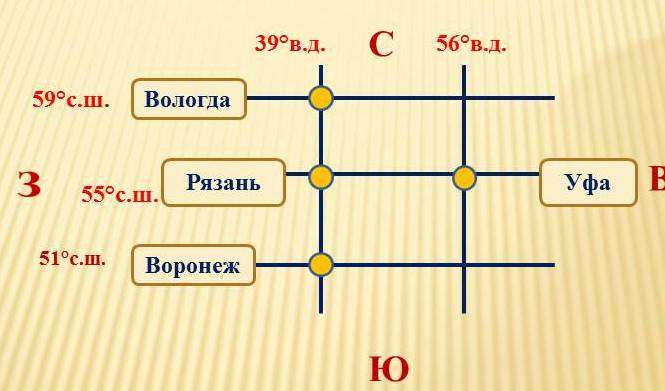 39°в.д. С 56°в.д.
59°с.ш. Вологда
З Рязань Уфа В
55°с.ш.
51°с.ш. Воронеж
Ю